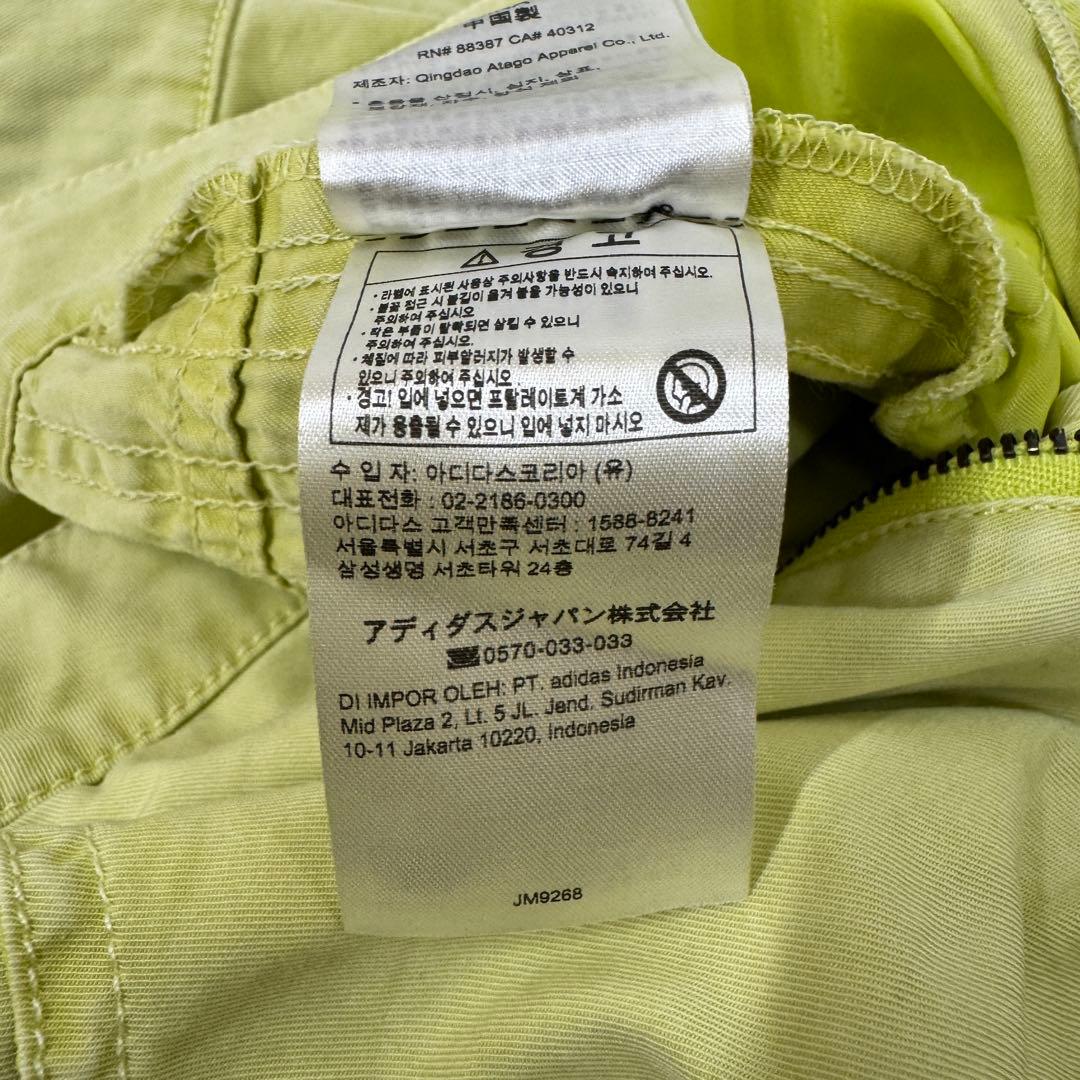 中国製
RN# 88387 CA# 40312
제조자: Qingdao Atago Apparel Co., Ltd.
경고
· 라벨에 표시된 사용상 주의사항을 반드시 숙지하여 주십시오.
· 불꽃 접근 시 불길이 옮겨 붙을 가능성이 있으니
주의하여 주십시오
· 작은 부품이 탈락되면 삼킬 수 있으니
주의하여 주십시오.
· 체질에 따라 피부알러지가 발생할 수
있으니 주의하여 주십시오
· 경고! 입에 넣으면 프탈레이트계 가소
제가 용출될 수 있으니 입에 넣지 마시오
수 입 자: 아디다스코리아 (유)
대표전화 : 02-2186-0300
아디다스 고객만족센터 : 1588-8241
서울특별시 서초구 서초대로 74길 4
삼성생명 서초타워 24층
アディダスジャパン株式会社
0570-033-033
DI IMPOR OLEH: PT. adidas Indonesia
Mid Plaza 2, Lt. 5 JL. Jend. Sudirman Kav.
10-11 Jakarta 10220, Indonesia
JM9268